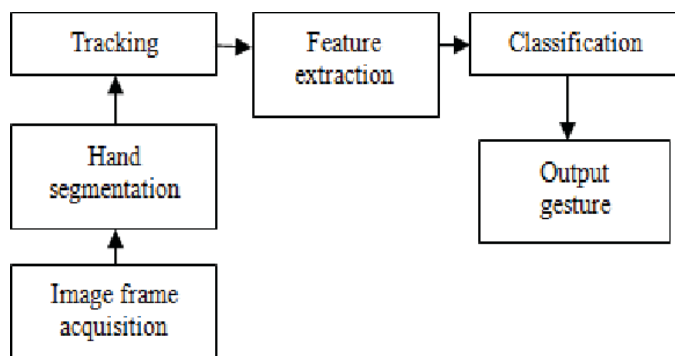 Tracking
Feature
extraction
Classification
Hand
segmentation
Output
gesture
Image frame
acquisition